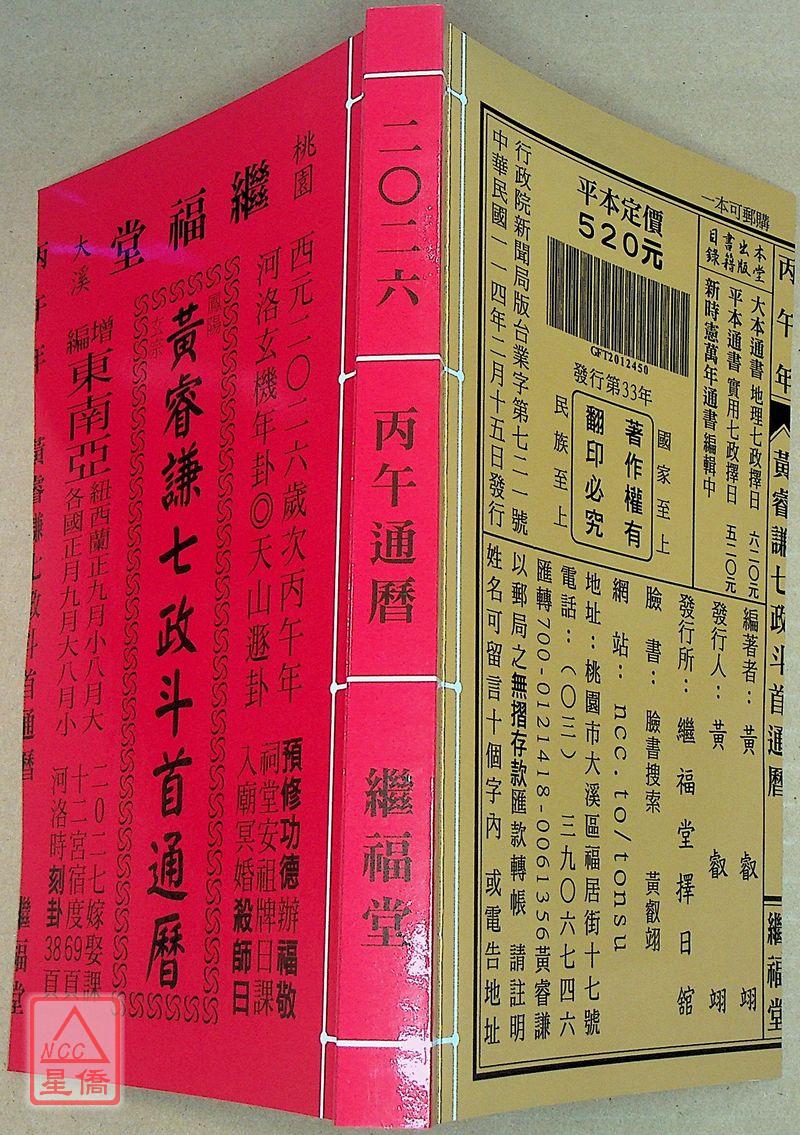 桃園
繼福堂
大溪
西元二〇二六歲次丙午年
河洛玄機年卦◎天山遯卦
鳳陽
玄宗
黃睿謙七政斗首通曆
增編
東南亞
紐西蘭正九月小八月大
各國正月九月大八月小
預修功德辦福敬
祠堂安祖牌日課
入廟冥婚殺師日
二〇二七嫁娶課
十二宮宿度69頁
河洛時刻卦38頁
丙午年 黃睿謙七政斗首通曆 繼福堂
NCC
星僑
二〇二六
丙午通曆
繼福堂
一本可郵購
丙午年
黃睿謙七政斗首通曆
繼福堂
本堂出版書籍目錄
大本通書 地理七政擇日 六二〇元
平本通書 實用七政擇日 五二〇元
新時憲萬年通書 編輯中
平本定價
520元
GFT2012450
發行第33年
國家至上
著作權有
翻印必究
民族至上
行政院新聞局版台業字第七二一號
中華民國一一四年二月十五日發行
編著者：黃睿翊
發行人：黃叡翊
發行所：繼福堂擇日舘
臉書：臉書搜索 黃叡翊
網站：ncc.to/tonsu
地址：桃園市大溪區福居街十七號
電話：（〇三）三九〇六七四六
匯轉700-0121418-0061356黃睿謙
以郵局之無摺存款匯款轉帳 請註明
姓名可留言十個字內 或電告地址